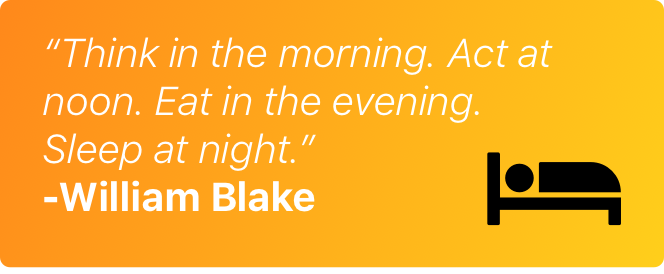 “Think in the morning. Act at
noon. Eat in the evening.
Sleep at night.”
-William Blake